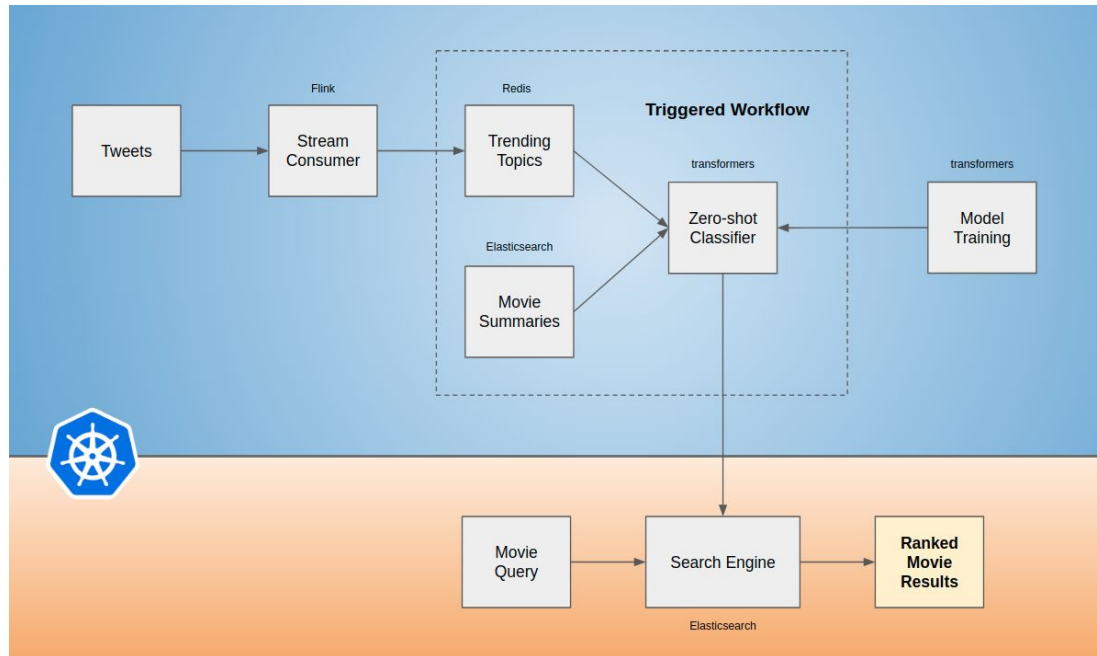 Flink
Redis
Triggered Workflow
Tweets
Stream
Consumer
Trending
Topics
transformers
transformers
Zero-shot
Classifier
Model
Training
Elasticsearch
Movie
Summaries
Movie
Query
Search Engine
Ranked
Movie
Results
Elasticsearch